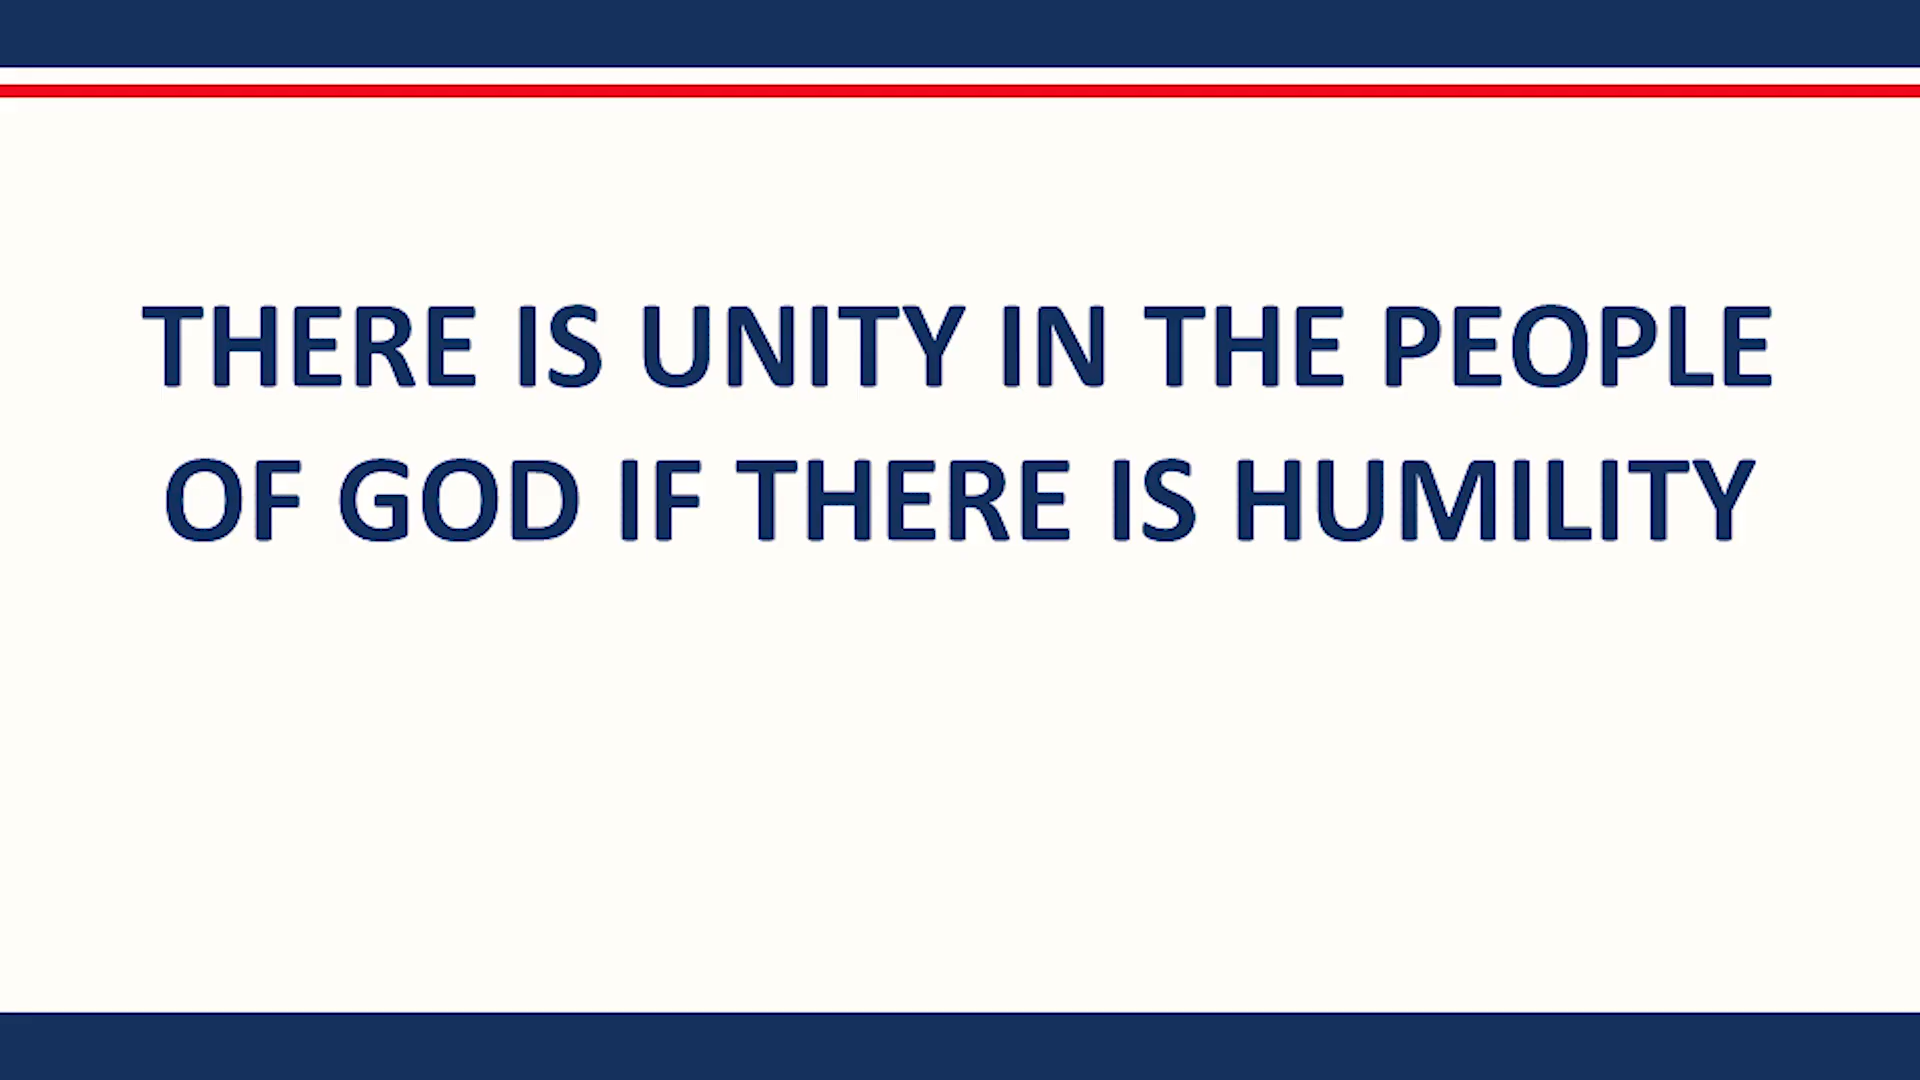 THERE IS UNITY IN THE PEOPLE
OF GOD IF THERE IS HUMILITY